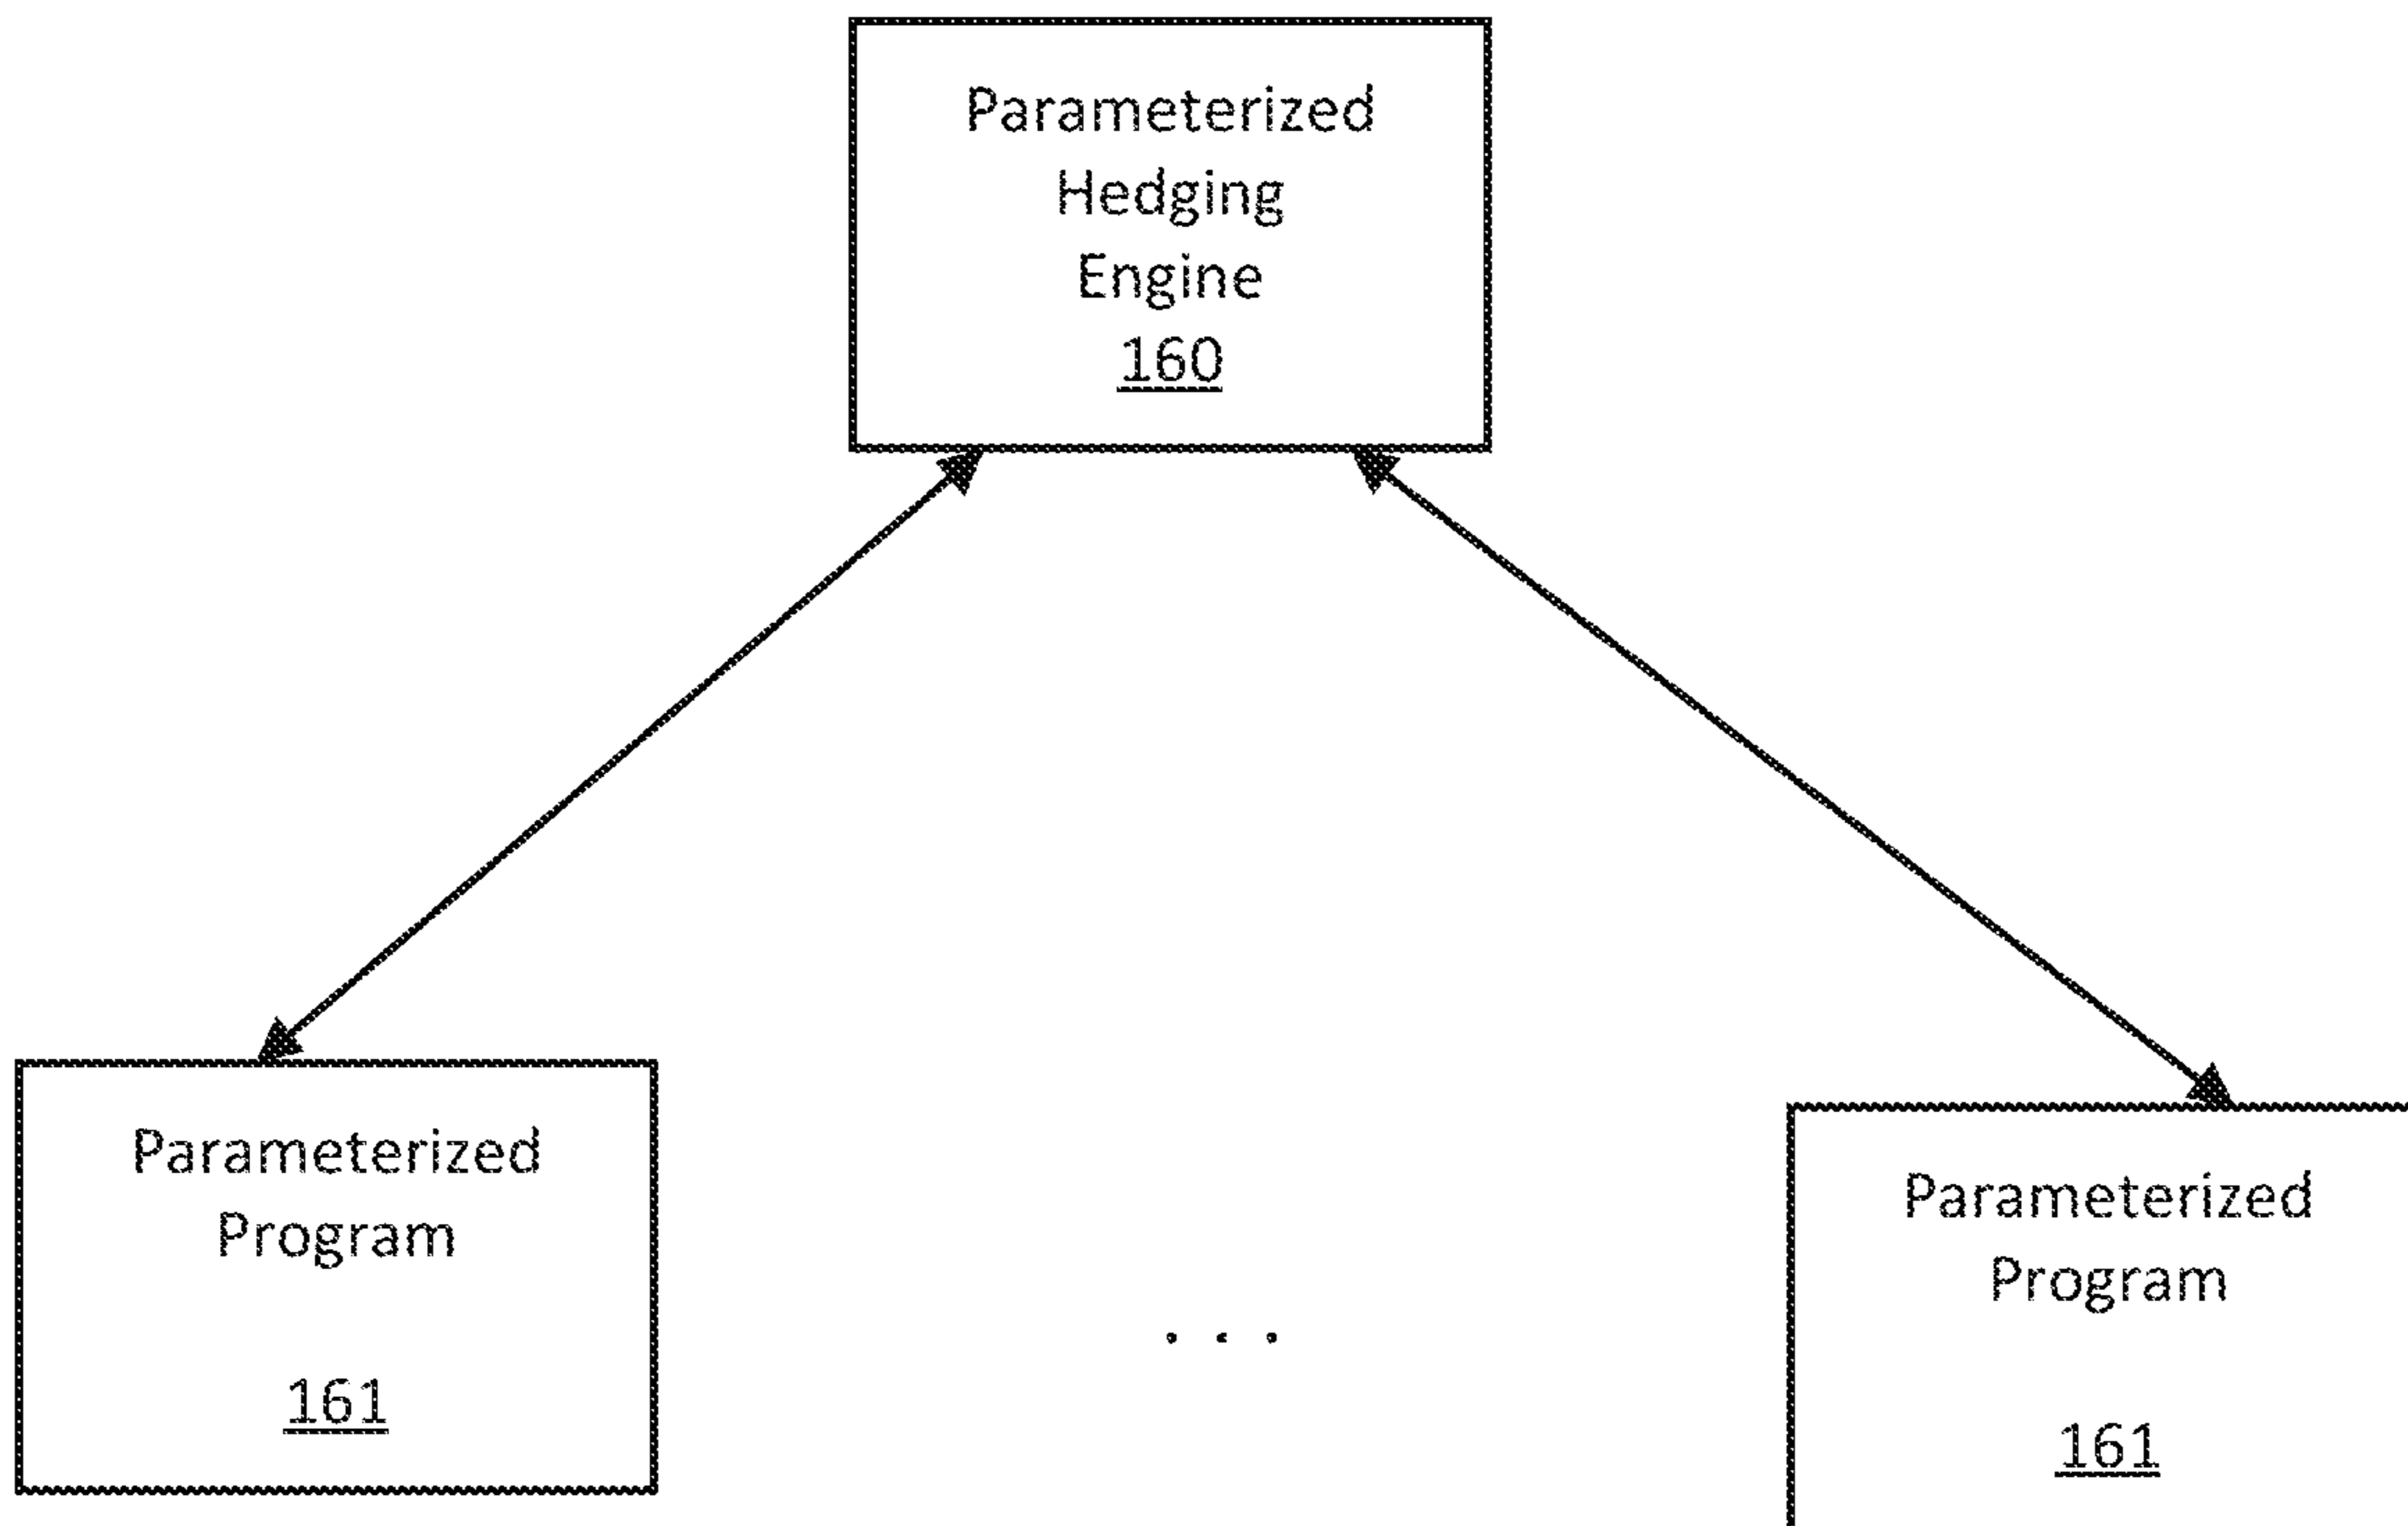 Parameterized
Hedging
Engine
160
Parameterized
Program
161
. . .
Parameterized
Program
161